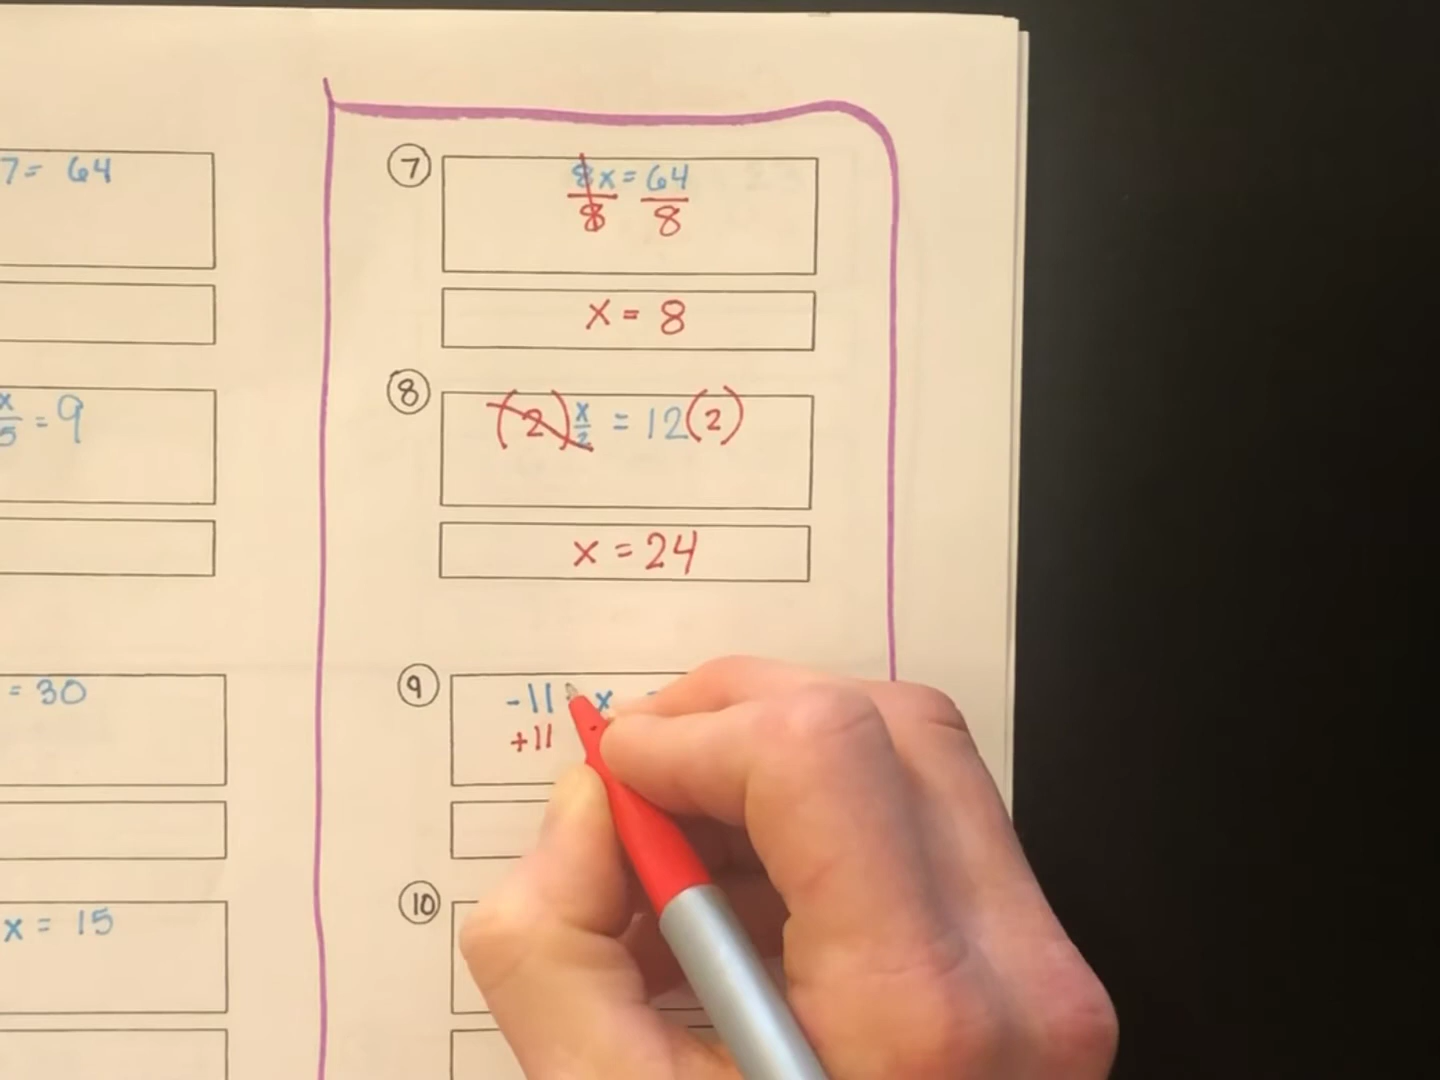 7 = 64
x/5 = 9
= 30
x = 15
7
8x = 64
8 8
x = 8
8
(2) x/2 = 12 (2)
x = 24
9
-11 x
+11
10